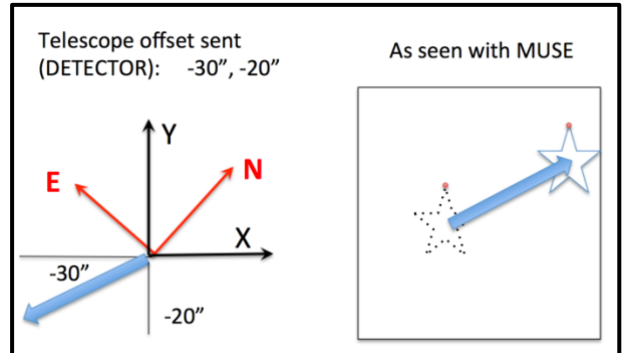 Telescope offset sent
(DETECTOR): -30”, -20”
As seen with MUSE
Y
E
N
X
-30”
-20”